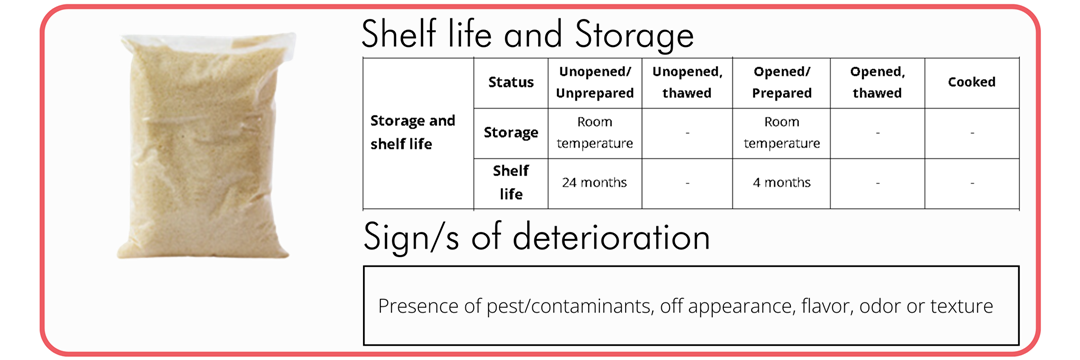 Shelf life and Storage
Storage and
shelf life
Status
Unopened/
Unprepared
Unopened,
thawed
Opened/
Prepared
Opened,
thawed
Cooked
Storage
Room
temperature
-
Room
temperature
-
-
Shelf
life
24 months
-
4 months
-
-
Sign/s of deterioration
Presence of pest/contaminants, off appearance, flavor, odor or texture